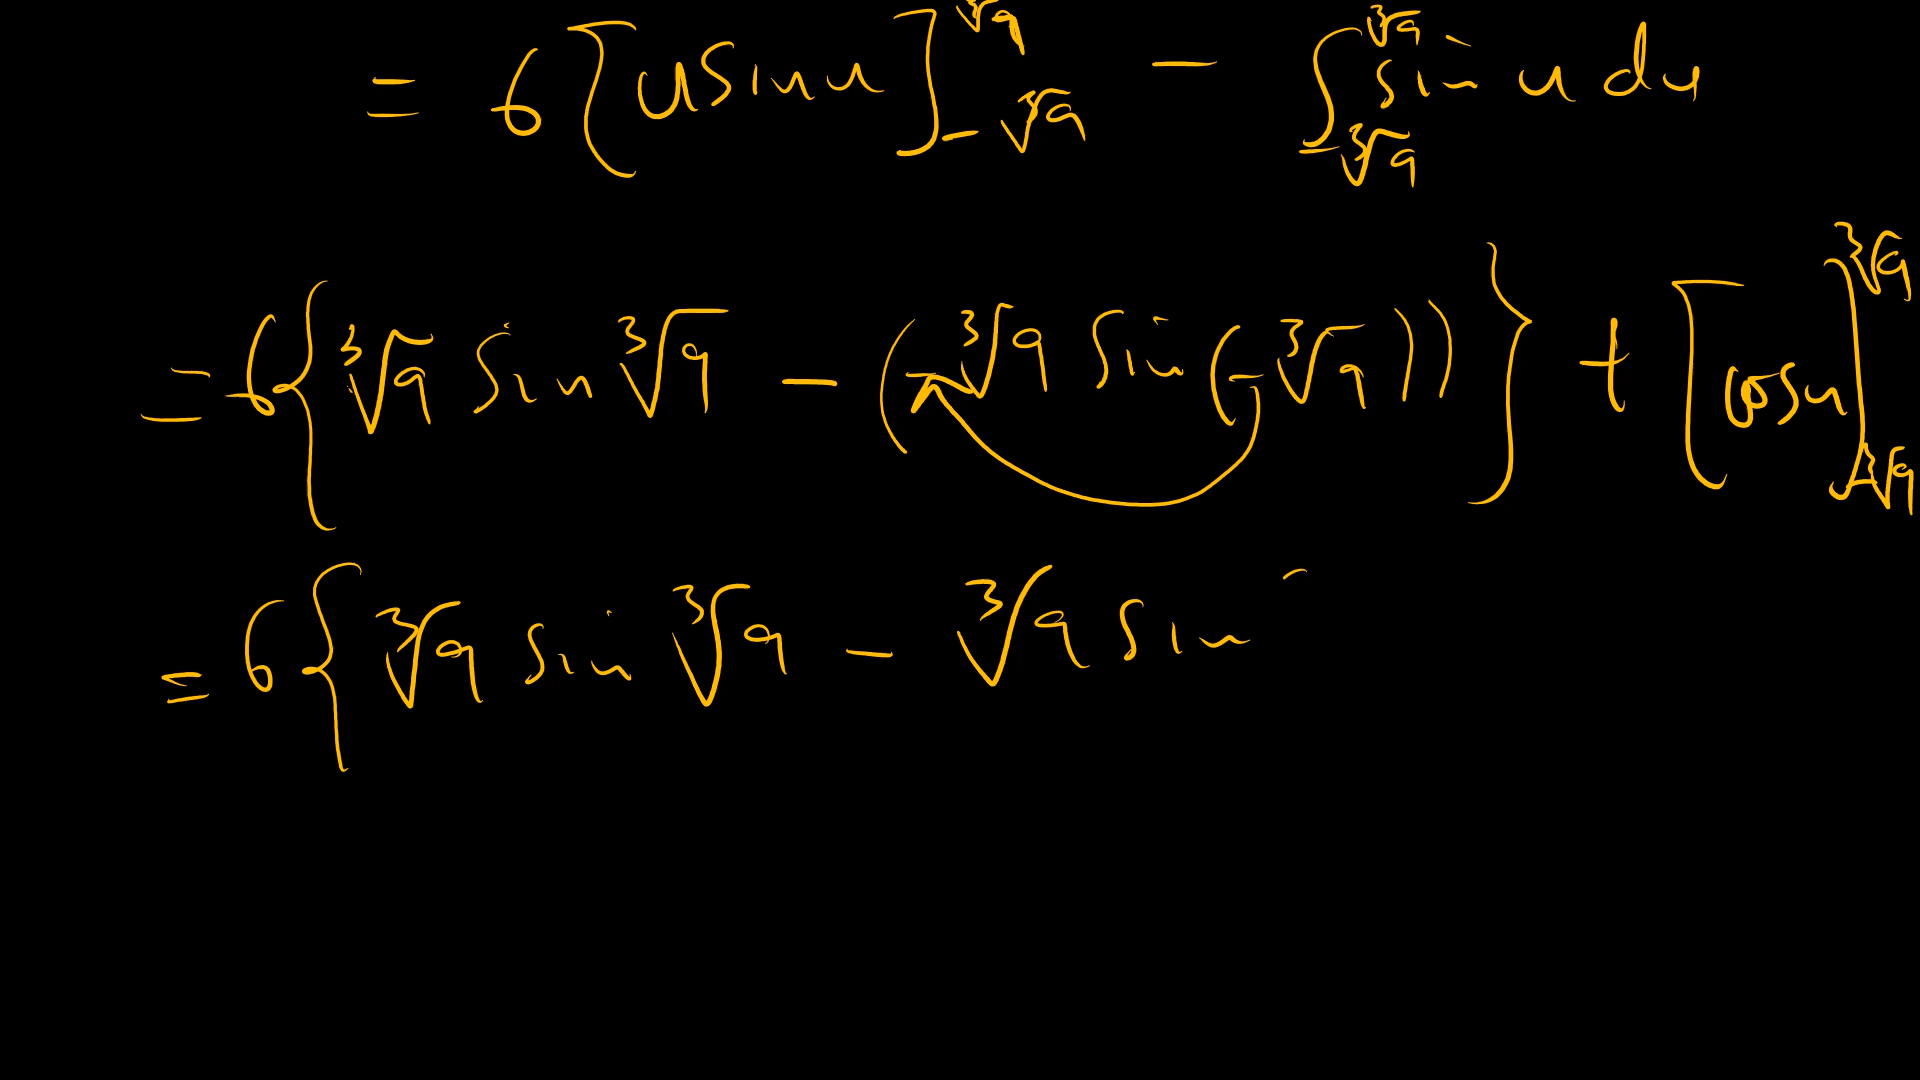 = 6[u sin u]_{-∛9}^{∛9} - ∫_{-∛9}^{∛9} sin u du
= 6{∛9 sin ∛9 - (-∛9 sin(-∛9))} + [cos u]_{-∛9}^{∛9}
= 6{∛9 sin ∛9 - ∛9 sin